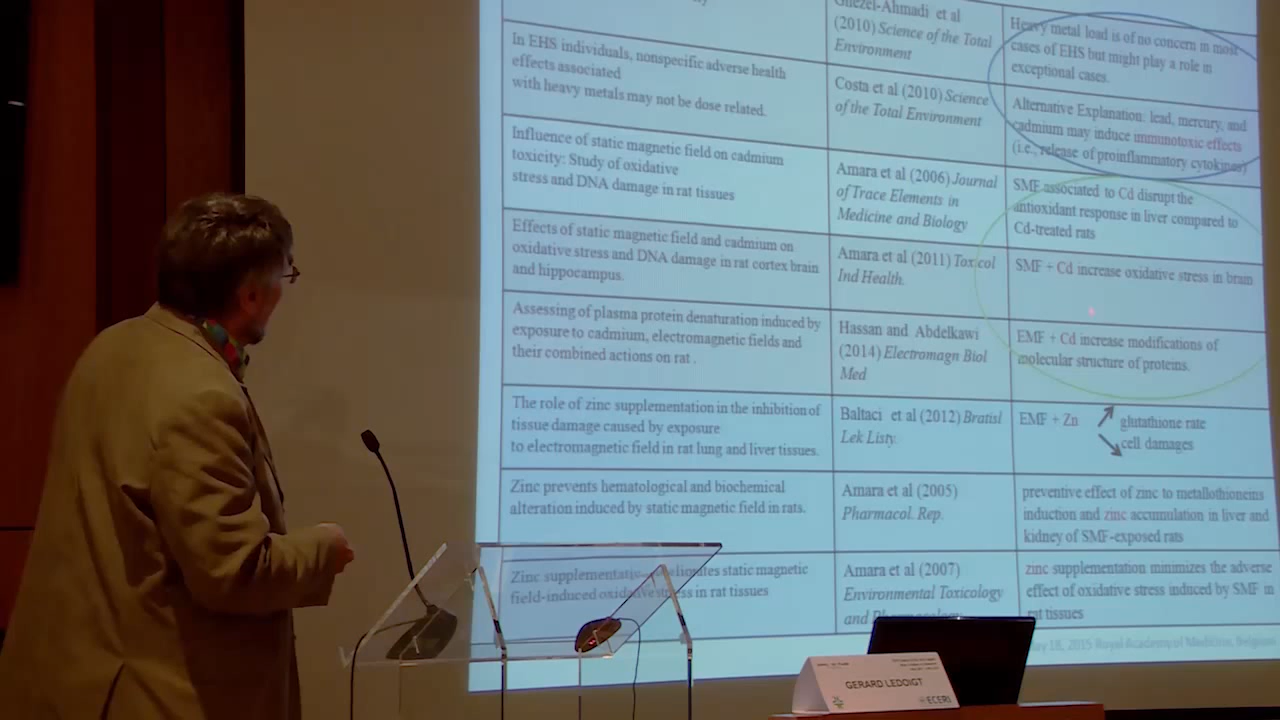 Guezel-Ahmadi et al
(2010) Science of the Total
Environment
Heavy metal load is of no concern in most
cases of EHS but might play a role in
exceptional cases.
In EHS individuals, nonspecific adverse health
effects associated
with heavy metals may not be dose related.
Costa et al (2010) Science
of the Total Environment
Alternative Explanation: lead, mercury, and
cadmium may induce immunotoxic effects
(i.e., release of proinflammatory cytokines)
Influence of static magnetic field on cadmium
toxicity: Study of oxidative
stress and DNA damage in rat tissues
Amara et al (2006) Journal
of Trace Elements in
Medicine and Biology
SMF associated to Cd disrupt the
antioxidant response in liver compared to
Cd-treated rats
Effects of static magnetic field and cadmium on
oxidative stress and DNA damage in rat cortex brain
and hippocampus.
Amara et al (2011) Toxicol
Ind Health.
SMF + Cd increase oxidative stress in brain
Assessing of plasma protein denaturation induced by
exposure to cadmium, electromagnetic fields and
their combined actions on rat .
Hassan and Abdelkawi
(2014) Electromagn Biol
Med
EMF + Cd increase modifications of
molecular structure of proteins.
The role of zinc supplementation in the inhibition of
tissue damage caused by exposure
to electromagnetic field in rat lung and liver tissues.
Baltaci et al (2012) Bratisl
Lek Listy.
EMF + Zn
glutathione rate
cell damages
Zinc prevents hematological and biochemical
alteration induced by static magnetic field in rats.
Amara et al (2005)
Pharmacol. Rep.
preventive effect of zinc to metallothioneins
induction and zinc accumulation in liver and
kidney of SMF-exposed rats
Zinc static magnetic
field-induced oxidative stress in rat tissues
Amara et al (2007)
Environmental Toxicology
and
zinc supplementation minimizes the adverse
effect of oxidative stress induced by SMF in
rat tissues
18, 2015 Royal Academy of Medicine, Belgium
GERARD LEDOIGT
ECERI